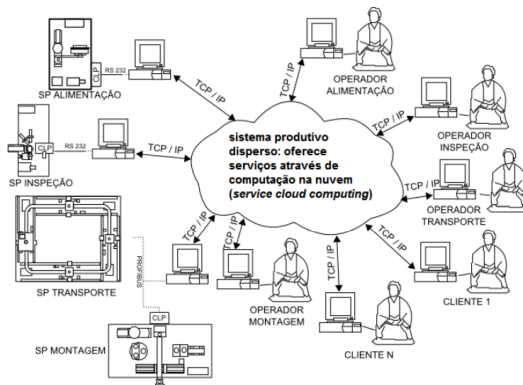 CLP
RS 232
SP ALIMENTAÇÃO
TCP / IP
TCP / IP
OPERADOR
ALIMENTAÇÃO
CLP
RS 232
SP INSPEÇÃO
TCP / IP
sistema produtivo
disperso: oferece
serviços através de
computação na nuvem
(service cloud computing)
TCP / IP
OPERADOR
INSPEÇÃO
TCP / IP
OPERADOR
TRANSPORTE
SP TRANSPORTE
PROFIBUS
TCP / IP
TCP / IP
OPERADOR
MONTAGEM
TCP / IP
CLIENTE N
TCP / IP
CLIENTE 1
CLP
SP MONTAGEM